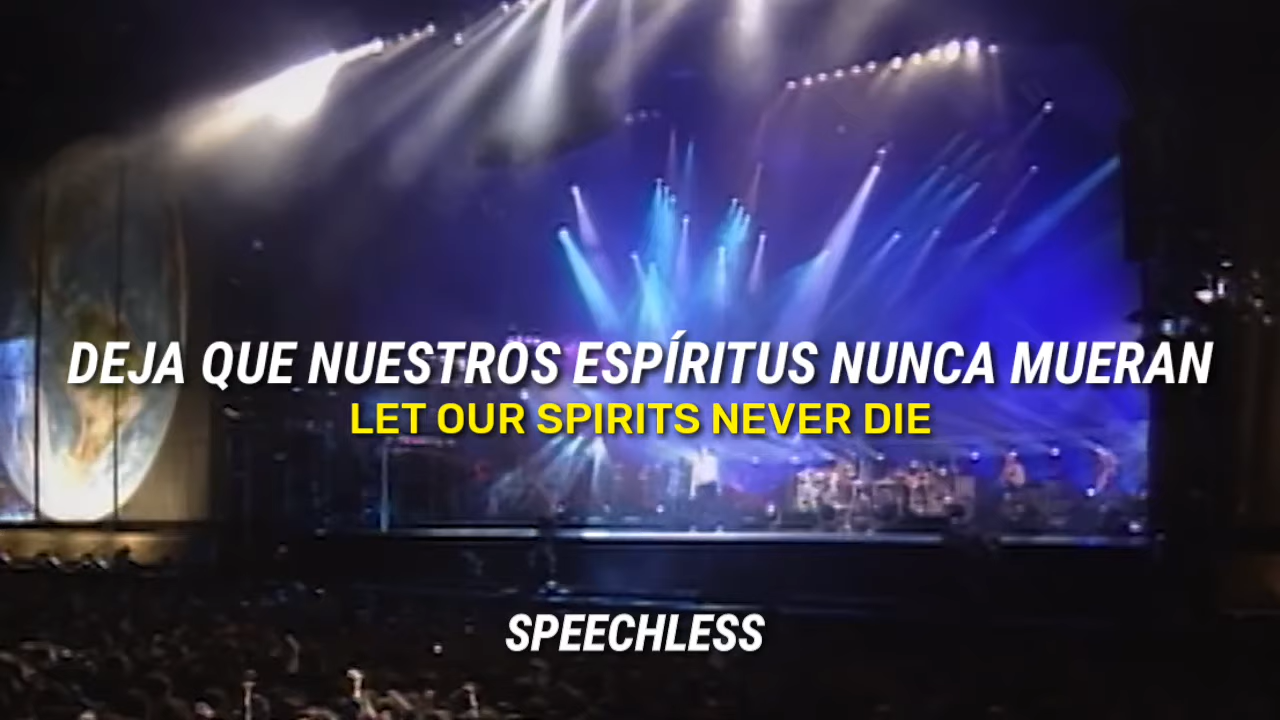 DEJA QUE NUESTROS ESPÍRITUS NUNCA MUERAN
LET OUR SPIRITS NEVER DIE
SPEECHLESS